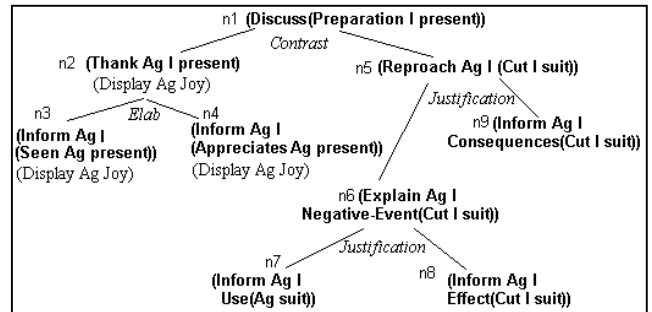 n1 (Discuss(Preparation I present))
Contrast
n2 (Thank Ag I present)
(Display Ag Joy)
n5 (Reproach Ag I (Cut I suit))
n3
Elab
n4
Justification
(Inform Ag I
(Seen Ag present))
(Display Ag Joy)
(Inform Ag I
(Appreciates Ag present))
(Display Ag Joy)
n9 (Inform Ag I
Consequences(Cut I suit))
n6 (Explain Ag I
Negative-Event(Cut I suit))
Justification
n7
(Inform Ag I
Use(Ag suit))
n8 (Inform Ag I
Effect(Cut I suit))